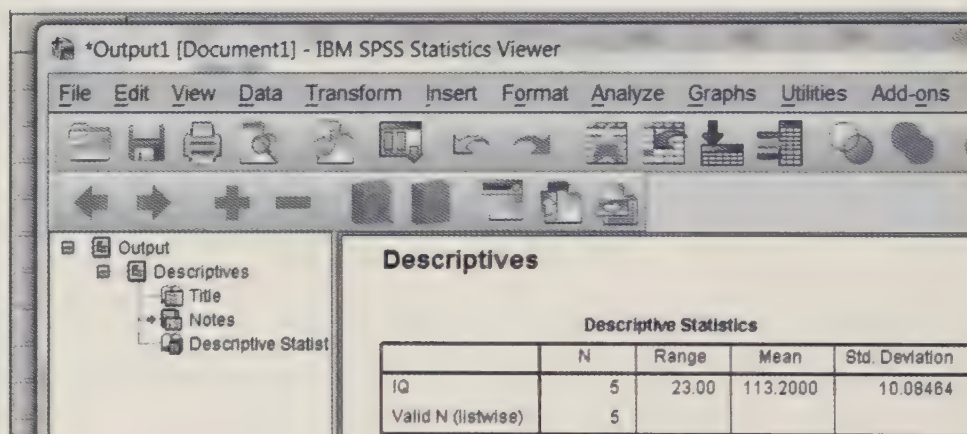 *Output1 [Document1] - IBM SPSS Statistics Viewer
File Edit View Data Transform Insert Format Analyze Graphs Utilities Add-ons
Output
Descriptives
Title
Notes
Descriptive Statist
Descriptives
Descriptive Statistics
N Range Mean Std. Deviation
IQ 5 23.00 113.2000 10.08464
Valid N (listwise) 5